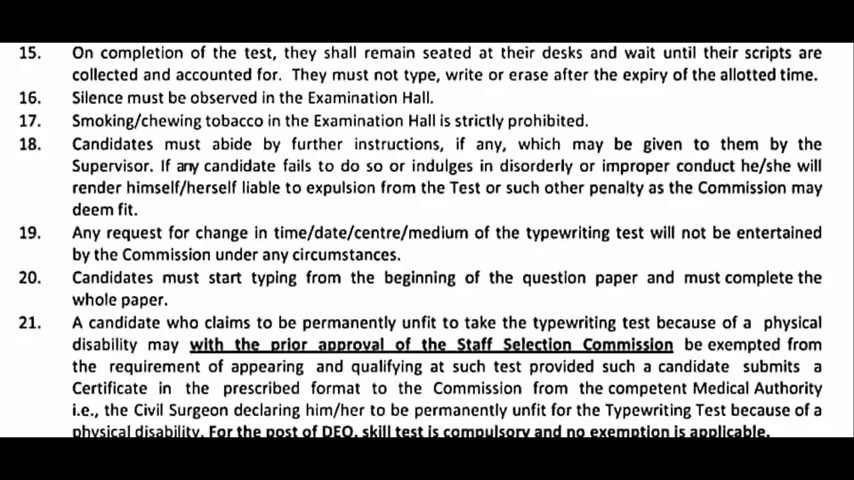 15. On completion of the test, they shall remain seated at their desks and wait until their scripts are
collected and accounted for. They must not type, write or erase after the expiry of the allotted time.
16. Silence must be observed in the Examination Hall.
17. Smoking/chewing tobacco in the Examination Hall is strictly prohibited.
18. Candidates must abide by further instructions, if any, which may be given to them by the
Supervisor. If any candidate fails to do so or indulges in disorderly or improper conduct he/she will
render himself/herself liable to expulsion from the Test or such other penalty as the Commission may
deem fit.
19. Any request for change in time/date/centre/medium of the typewriting test will not be entertained
by the Commission under any circumstances.
20. Candidates must start typing from the beginning of the question paper and must complete the
whole paper.
21. A candidate who claims to be permanently unfit to take the typewriting test because of a physical
disability may with the prior approval of the Staff Selection Commission be exempted from
the requirement of appearing and qualifying at such test provided such a candidate submits a
Certificate in the prescribed format to the Commission from the competent Medical Authority
i.e., the Civil Surgeon declaring him/her to be permanently unfit for the Typewriting Test because of a
physical disability. For the post of DEO, skill test is compulsory and no exemption is applicable.